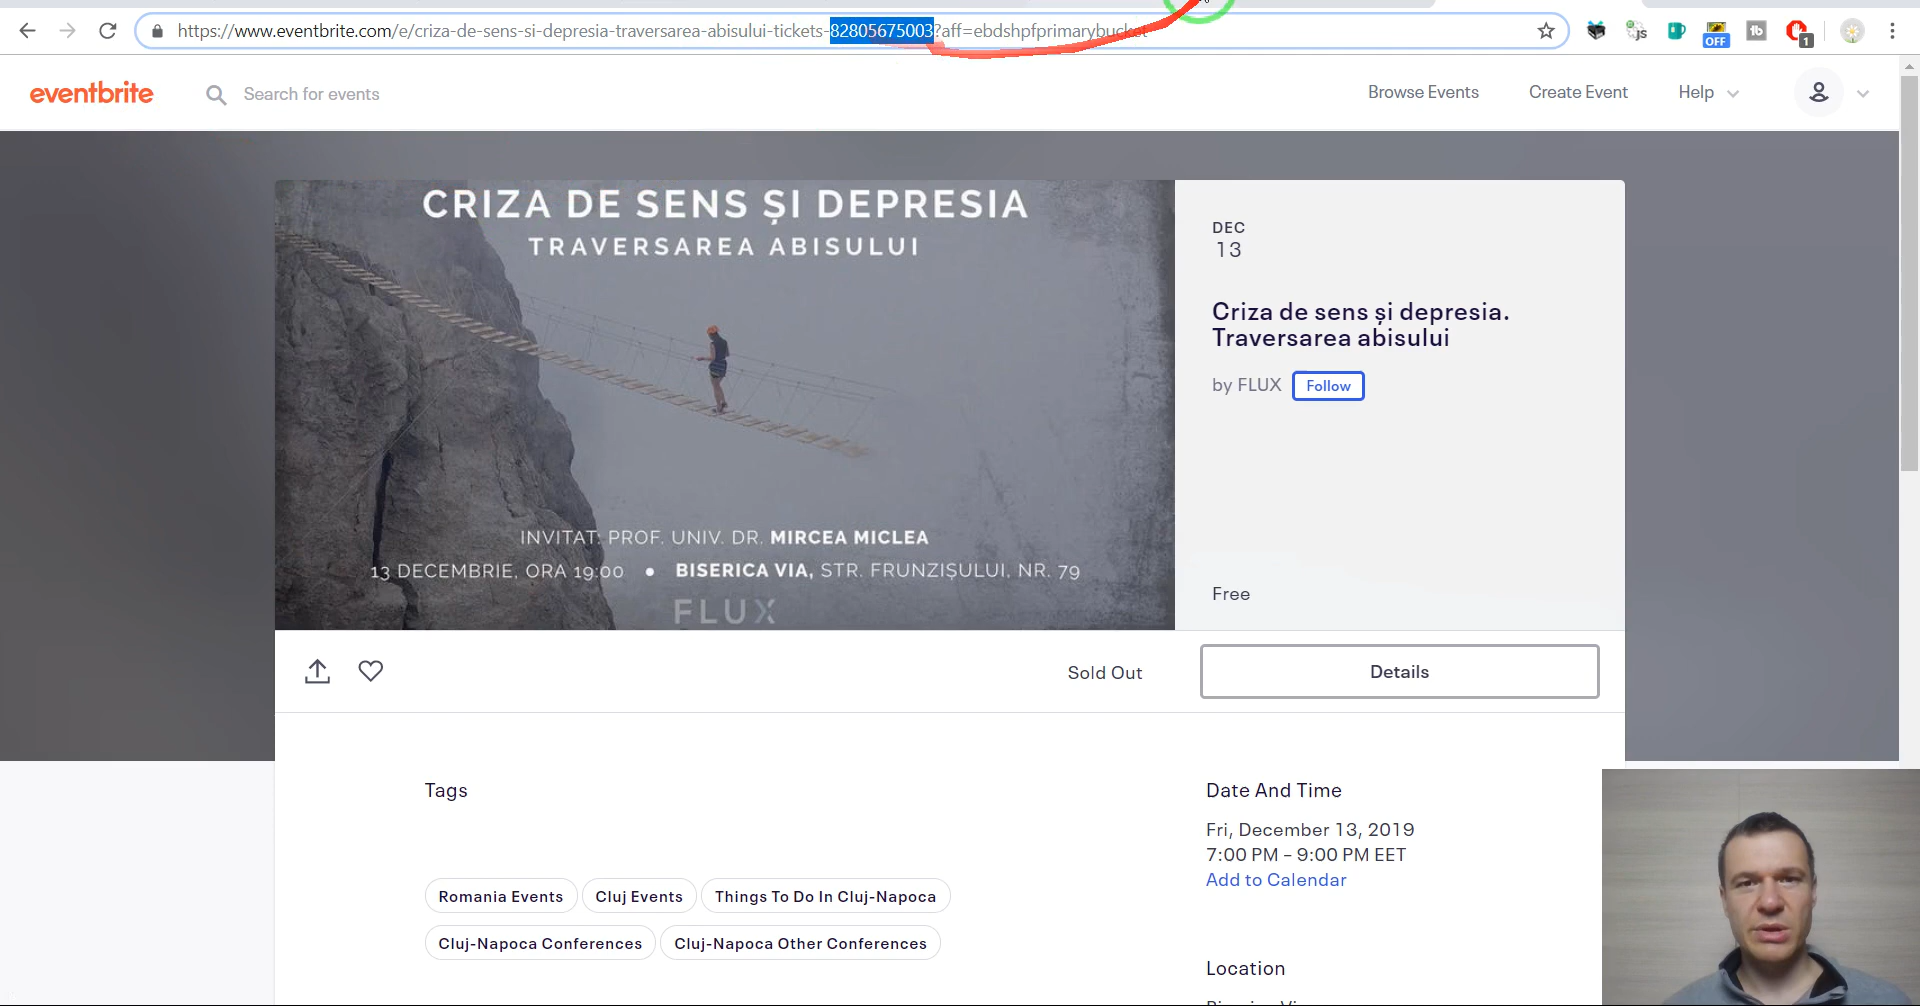 https://www.eventbrite.com/e/criza-de-sens-si-depresia-traversarea-abisului-tickets-82805675003?aff=ebdshpfprimarybucket
js
OFF
1
eventbrite
Search for events
Browse Events
Create Event
Help
CRIZA DE SENS ȘI DEPRESIA
TRAVERSAREA ABISULUI
INVITAT: PROF. UNIV. DR. MIRCEA MICLEA
13 DECEMBRIE, ORA 19:00 • BISERICA VIA, STR. FRUNZIȘULUI, NR. 79
FLUX
DEC
13
Criza de sens și depresia.
Traversarea abisului
by FLUX Follow
Free
Sold Out
Details
Tags
Romania Events
Cluj Events
Things To Do In Cluj-Napoca
Cluj-Napoca Conferences
Cluj-Napoca Other Conferences
Date And Time
Fri, December 13, 2019
7:00 PM – 9:00 PM EET
Add to Calendar
Location